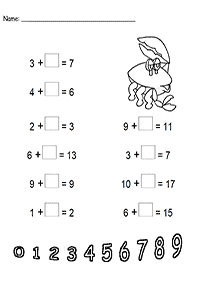 Name:
3 + □ = 7
4 + □ = 6
2 + □ = 3 9 + □ = 11
6 + □ = 13 3 + □ = 7
9 + □ = 9 10 + □ = 17
1 + □ = 2 6 + □ = 15
0 1 2 3 4 5 6 7 8 9